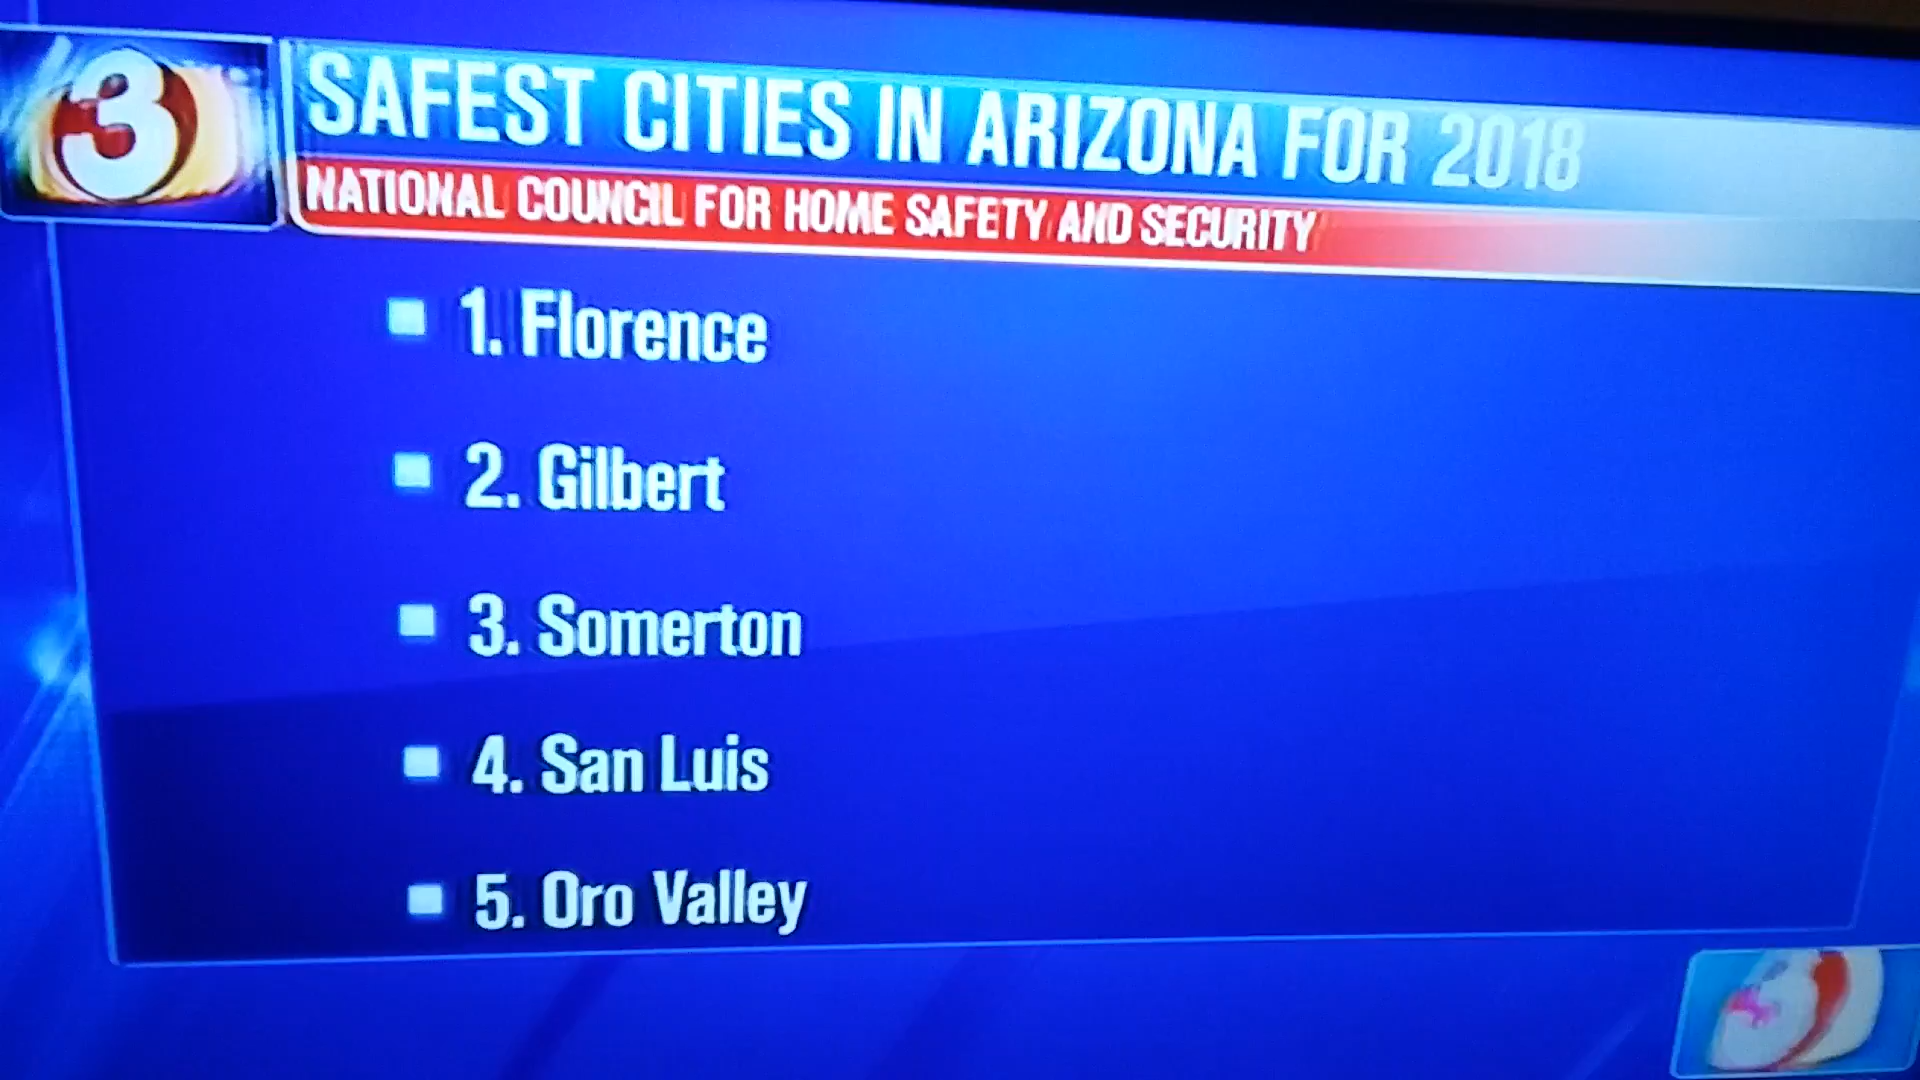 3
SAFEST CITIES IN ARIZONA FOR 2018
NATIONAL COUNCIL FOR HOME SAFETY AND SECURITY
1. Florence
2. Gilbert
3. Somerton
4. San Luis
5. Oro Valley